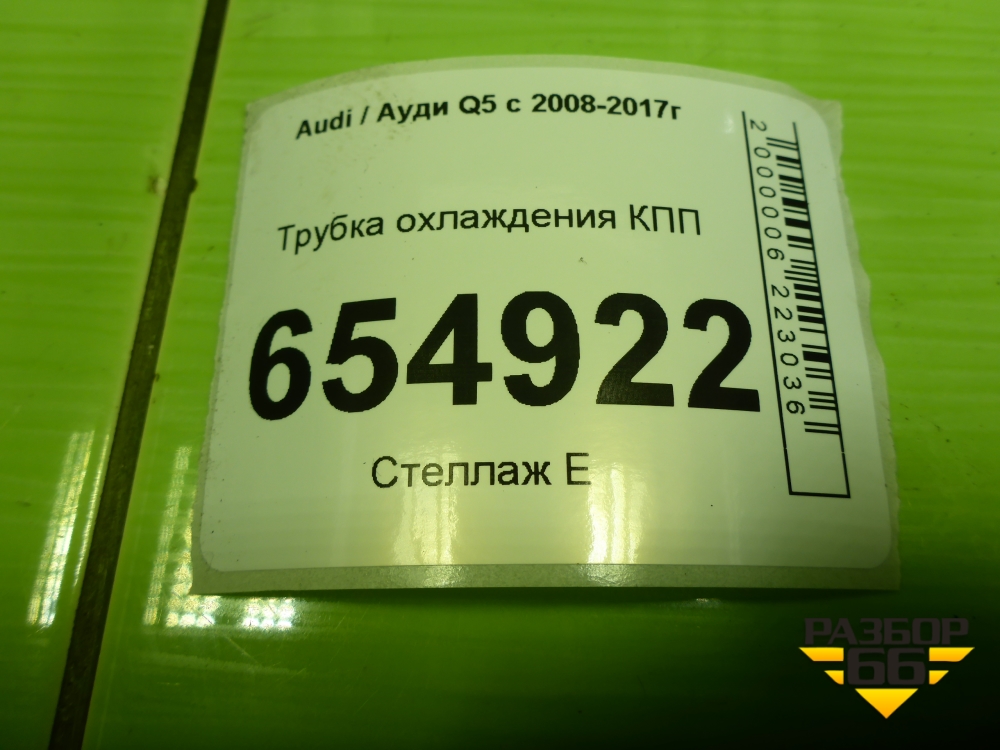 Audi / Ауди Q5 с 2008-2017г
Трубка охлаждения КПП
654922
Стеллаж Е
2000006223036
РАЗБОР
66